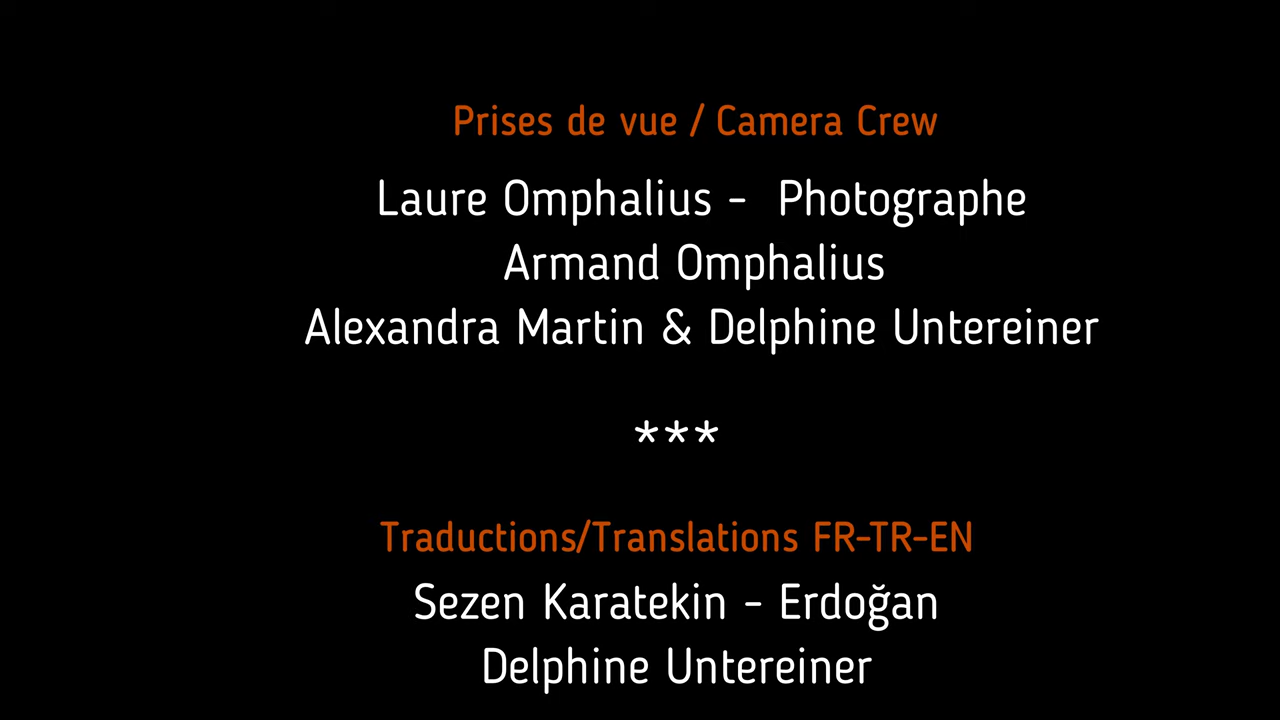 Prises de vue / Camera Crew
Laure Omphalius - Photographe
Armand Omphalius
Alexandra Martin & Delphine Untereiner
***
Traductions/Translations FR-TR-EN
Sezen Karatekin - Erdoğan
Delphine Untereiner